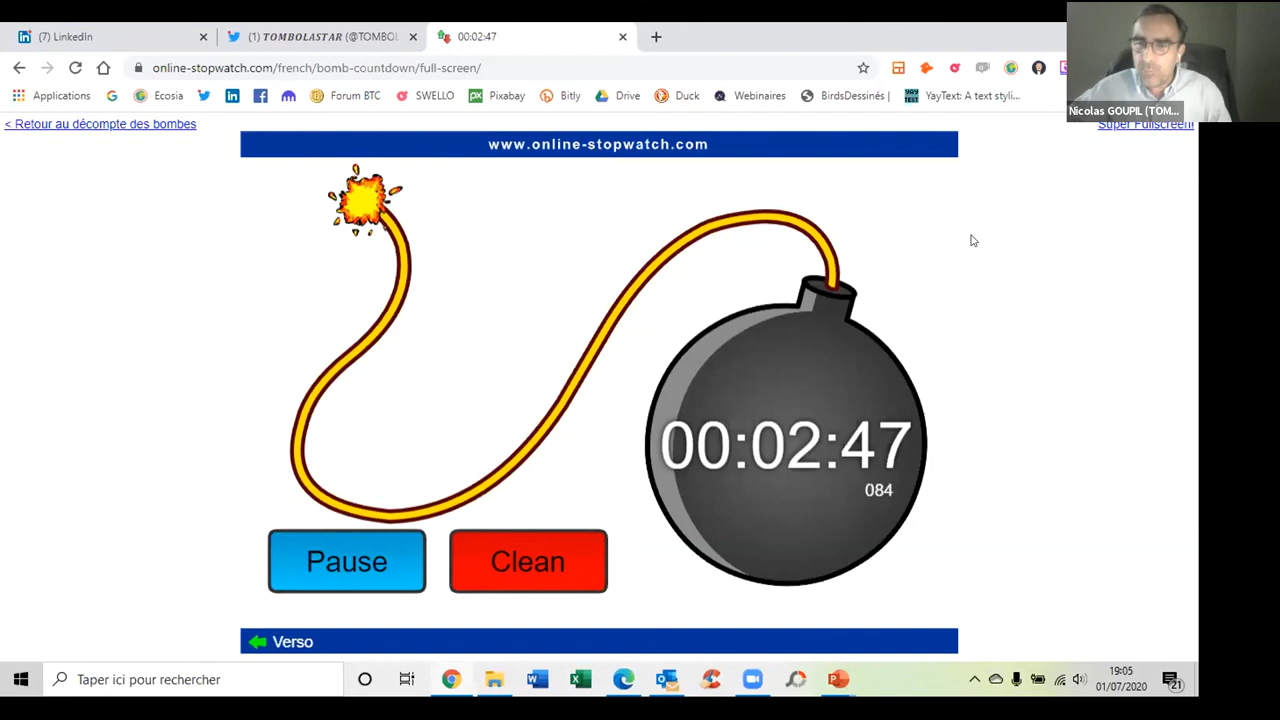 (7) LinkedIn
(1) 𝑻𝑶𝑴𝑩𝑶𝑳𝑨𝑺𝑻𝑨𝑹 (@TOMBOL
00:02:47
online-stopwatch.com/french/bomb-countdown/full-screen/
Applications
Ecosia
Forum BTC
SWELLO
px Pixabay
Bitly
Drive
Duck
Webinaires
BirdsDessinés |
YAY TEXT YayText: A text styli...
Nicolas GOUPIL (TOM...
< Retour au décompte des bombes
Super Fullscreen!
www.online-stopwatch.com
00:02:47
084
Pause
Clean
Verso
Taper ici pour rechercher
19:05
01/07/2020
21